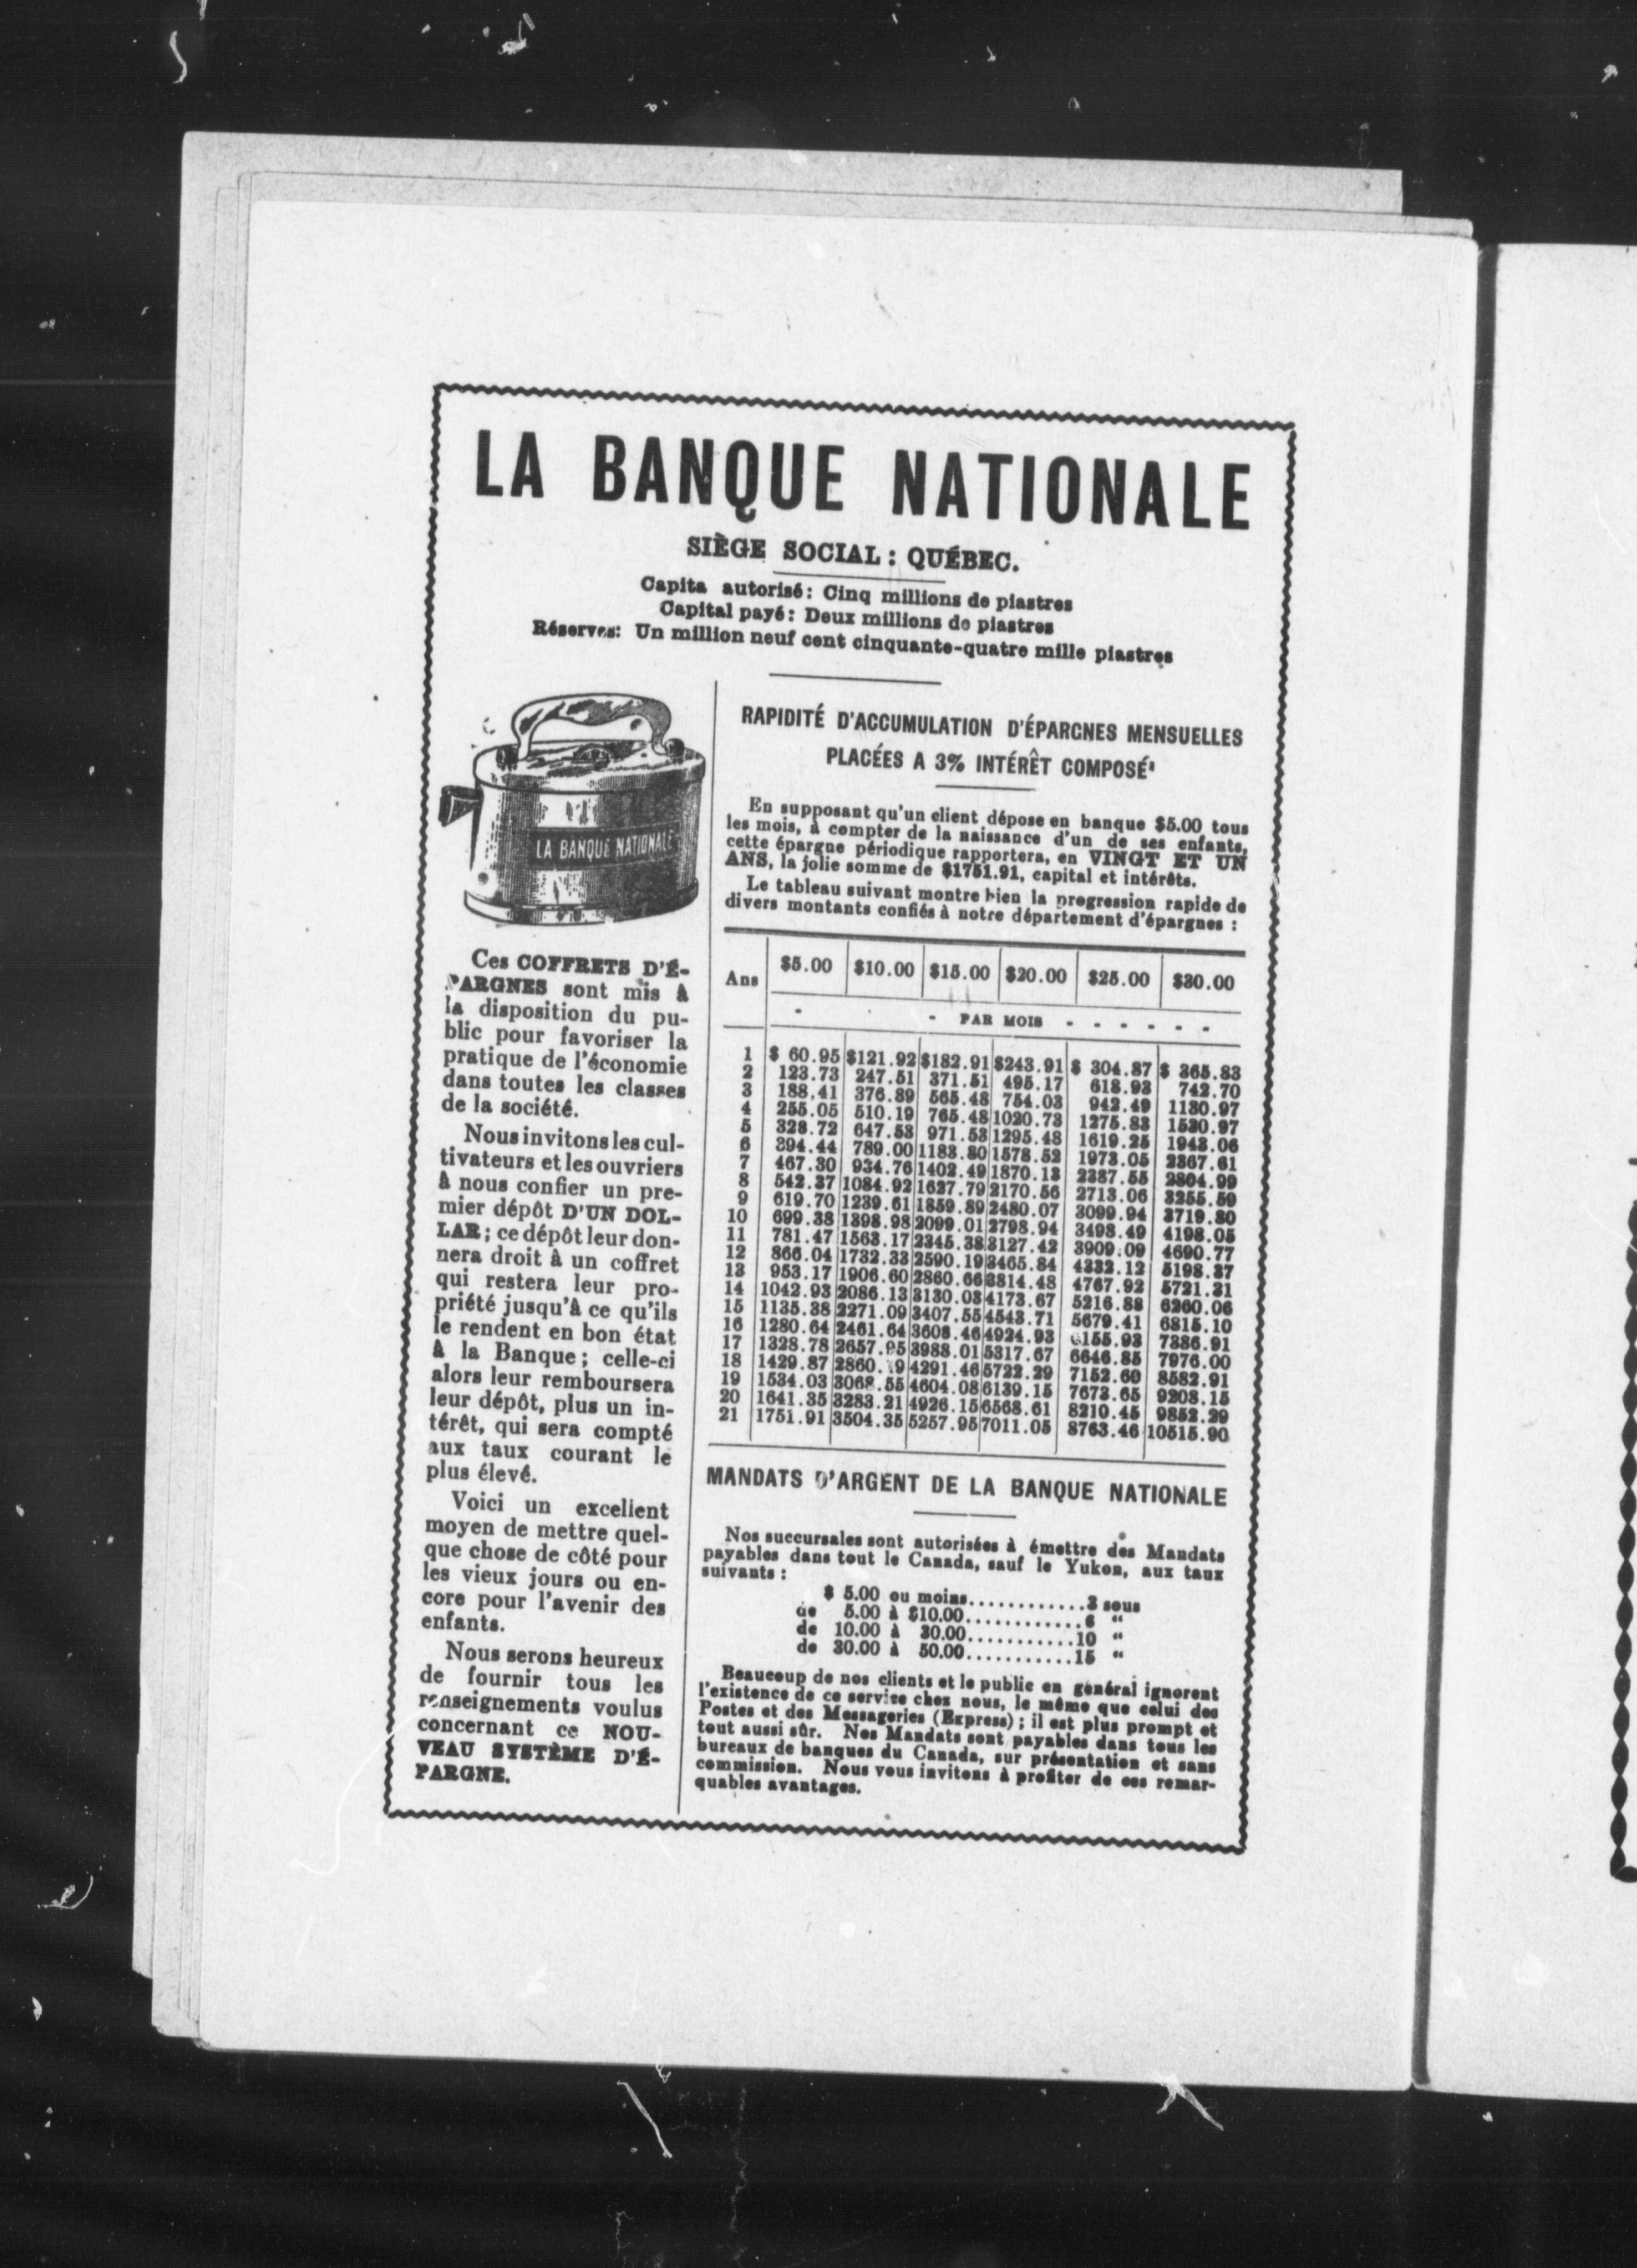 LA BANQUE NATIONALE
SIÈGE SOCIAL : QUÉBEC.
Capita autorisé: Cinq millions de piastres
Capital payé: Deux millions de piastres
Réserves: Un million neuf cent cinquante-quatre mille piastres
LA BANQUE NATIONALE
Ces COFFRETS D'É-
PARGNES sont mis à
la disposition du pu-
blic pour favoriser la
pratique de l'économie
dans toutes les classes
de la société.
Nous invitons les cul-
tivateurs et les ouvriers
à nous confier un pre-
mier dépôt D'UN DOL-
LAR ; ce dépôt leur don-
nera droit à un coffret
qui restera leur pro-
priété jusqu'à ce qu'ils
le rendent en bon état
à la Banque ; celle-ci
alors leur remboursera
leur dépôt, plus un in-
térêt, qui sera compté
aux taux courant le
plus élevé.
Voici un excellent
moyen de mettre quel-
que chose de côté pour
les vieux jours ou en-
core pour l'avenir des
enfants.
Nous serons heureux
de fournir tous les
renseignements voulus
concernant ce NOU-
VEAU SYSTÈME D'É-
PARGNE.
RAPIDITÉ D'ACCUMULATION D'ÉPARGNES MENSUELLES
PLACÉES A 3% INTÉRÊT COMPOSÉ
En supposant qu'un client dépose en banque $5.00 tous
les mois, à compter de la naissance d'un de ses enfants,
cette épargne périodique rapportera, en VINGT ET UN
ANS, la jolie somme de $1751.91, capital et intérêts.
Le tableau suivant montre bien la progression rapide de
divers montants confiés à notre département d'épargnes :
Ans $5.00 $10.00 $15.00 $20.00 $25.00 $30.00
- - PAR MOIS - - - - - -
1 $ 60.95 $121.92 $182.91 $243.91 $ 304.87 $ 365.83
2 123.73 247.51 371.51 495.17 618.93 742.70
3 188.41 376.89 565.48 754.03 942.49 1130.97
4 255.05 510.19 765.48 1020.73 1275.83 1530.97
5 323.72 647.53 971.53 1295.48 1619.25 1943.06
6 394.44 789.00 1183.80 1578.52 1973.05 2367.61
7 467.30 934.76 1402.49 1870.13 2387.55 2804.99
8 542.37 1084.92 1627.79 2170.56 2713.06 3255.59
9 619.70 1239.61 1859.89 2480.07 3099.94 3719.80
10 699.38 1398.98 2099.01 2798.94 3498.49 4198.05
11 781.47 1563.17 2345.38 3127.42 3909.09 4690.77
12 866.04 1732.33 2590.19 3465.84 4332.12 5198.37
13 953.17 1906.60 2860.66 3814.48 4767.92 5721.31
14 1042.93 2086.13 3130.03 4173.67 5216.88 6260.06
15 1135.38 2271.09 3407.55 4543.71 5679.41 6815.10
16 1280.64 2461.64 3608.46 4924.93 6155.93 7386.91
17 1328.78 2657.95 3988.01 5317.67 6646.85 7976.00
18 1429.87 4291.46 5722.29 7152.60 8582.91
19 1534.03 3068.55 4604.08 6139.15 7673.65 9208.15
20 1641.35 3283.21 4926.15 6568.61 8210.45 9852.29
21 1751.91 3504.35 5257.95 7011.05 8763.46 10515.90
MANDATS D'ARGENT DE LA BANQUE NATIONALE
Nos succursales sont autorisées à émettre des Mandats
payables dans tout le Canada, sauf le Yukon, aux taux
suivants :
$ 5.00 ou moins............3 sous
de 5.00 à $10.00............6 "
de 10.00 à 30.00...........10 "
de 30.00 à 50.00...........15 "
Beaucoup de nos clients et le public en général ignorent
l'existence de ce service chez nous, le même que celui des
Postes et des Messageries (Express) ; il est plus prompt et
tout aussi sûr. Nos Mandats sont payables dans tous les
bureaux de banques du Canada, sur présentation et sans
commission. Nous vous invitons à profiter de ces remar-
quables avantages.